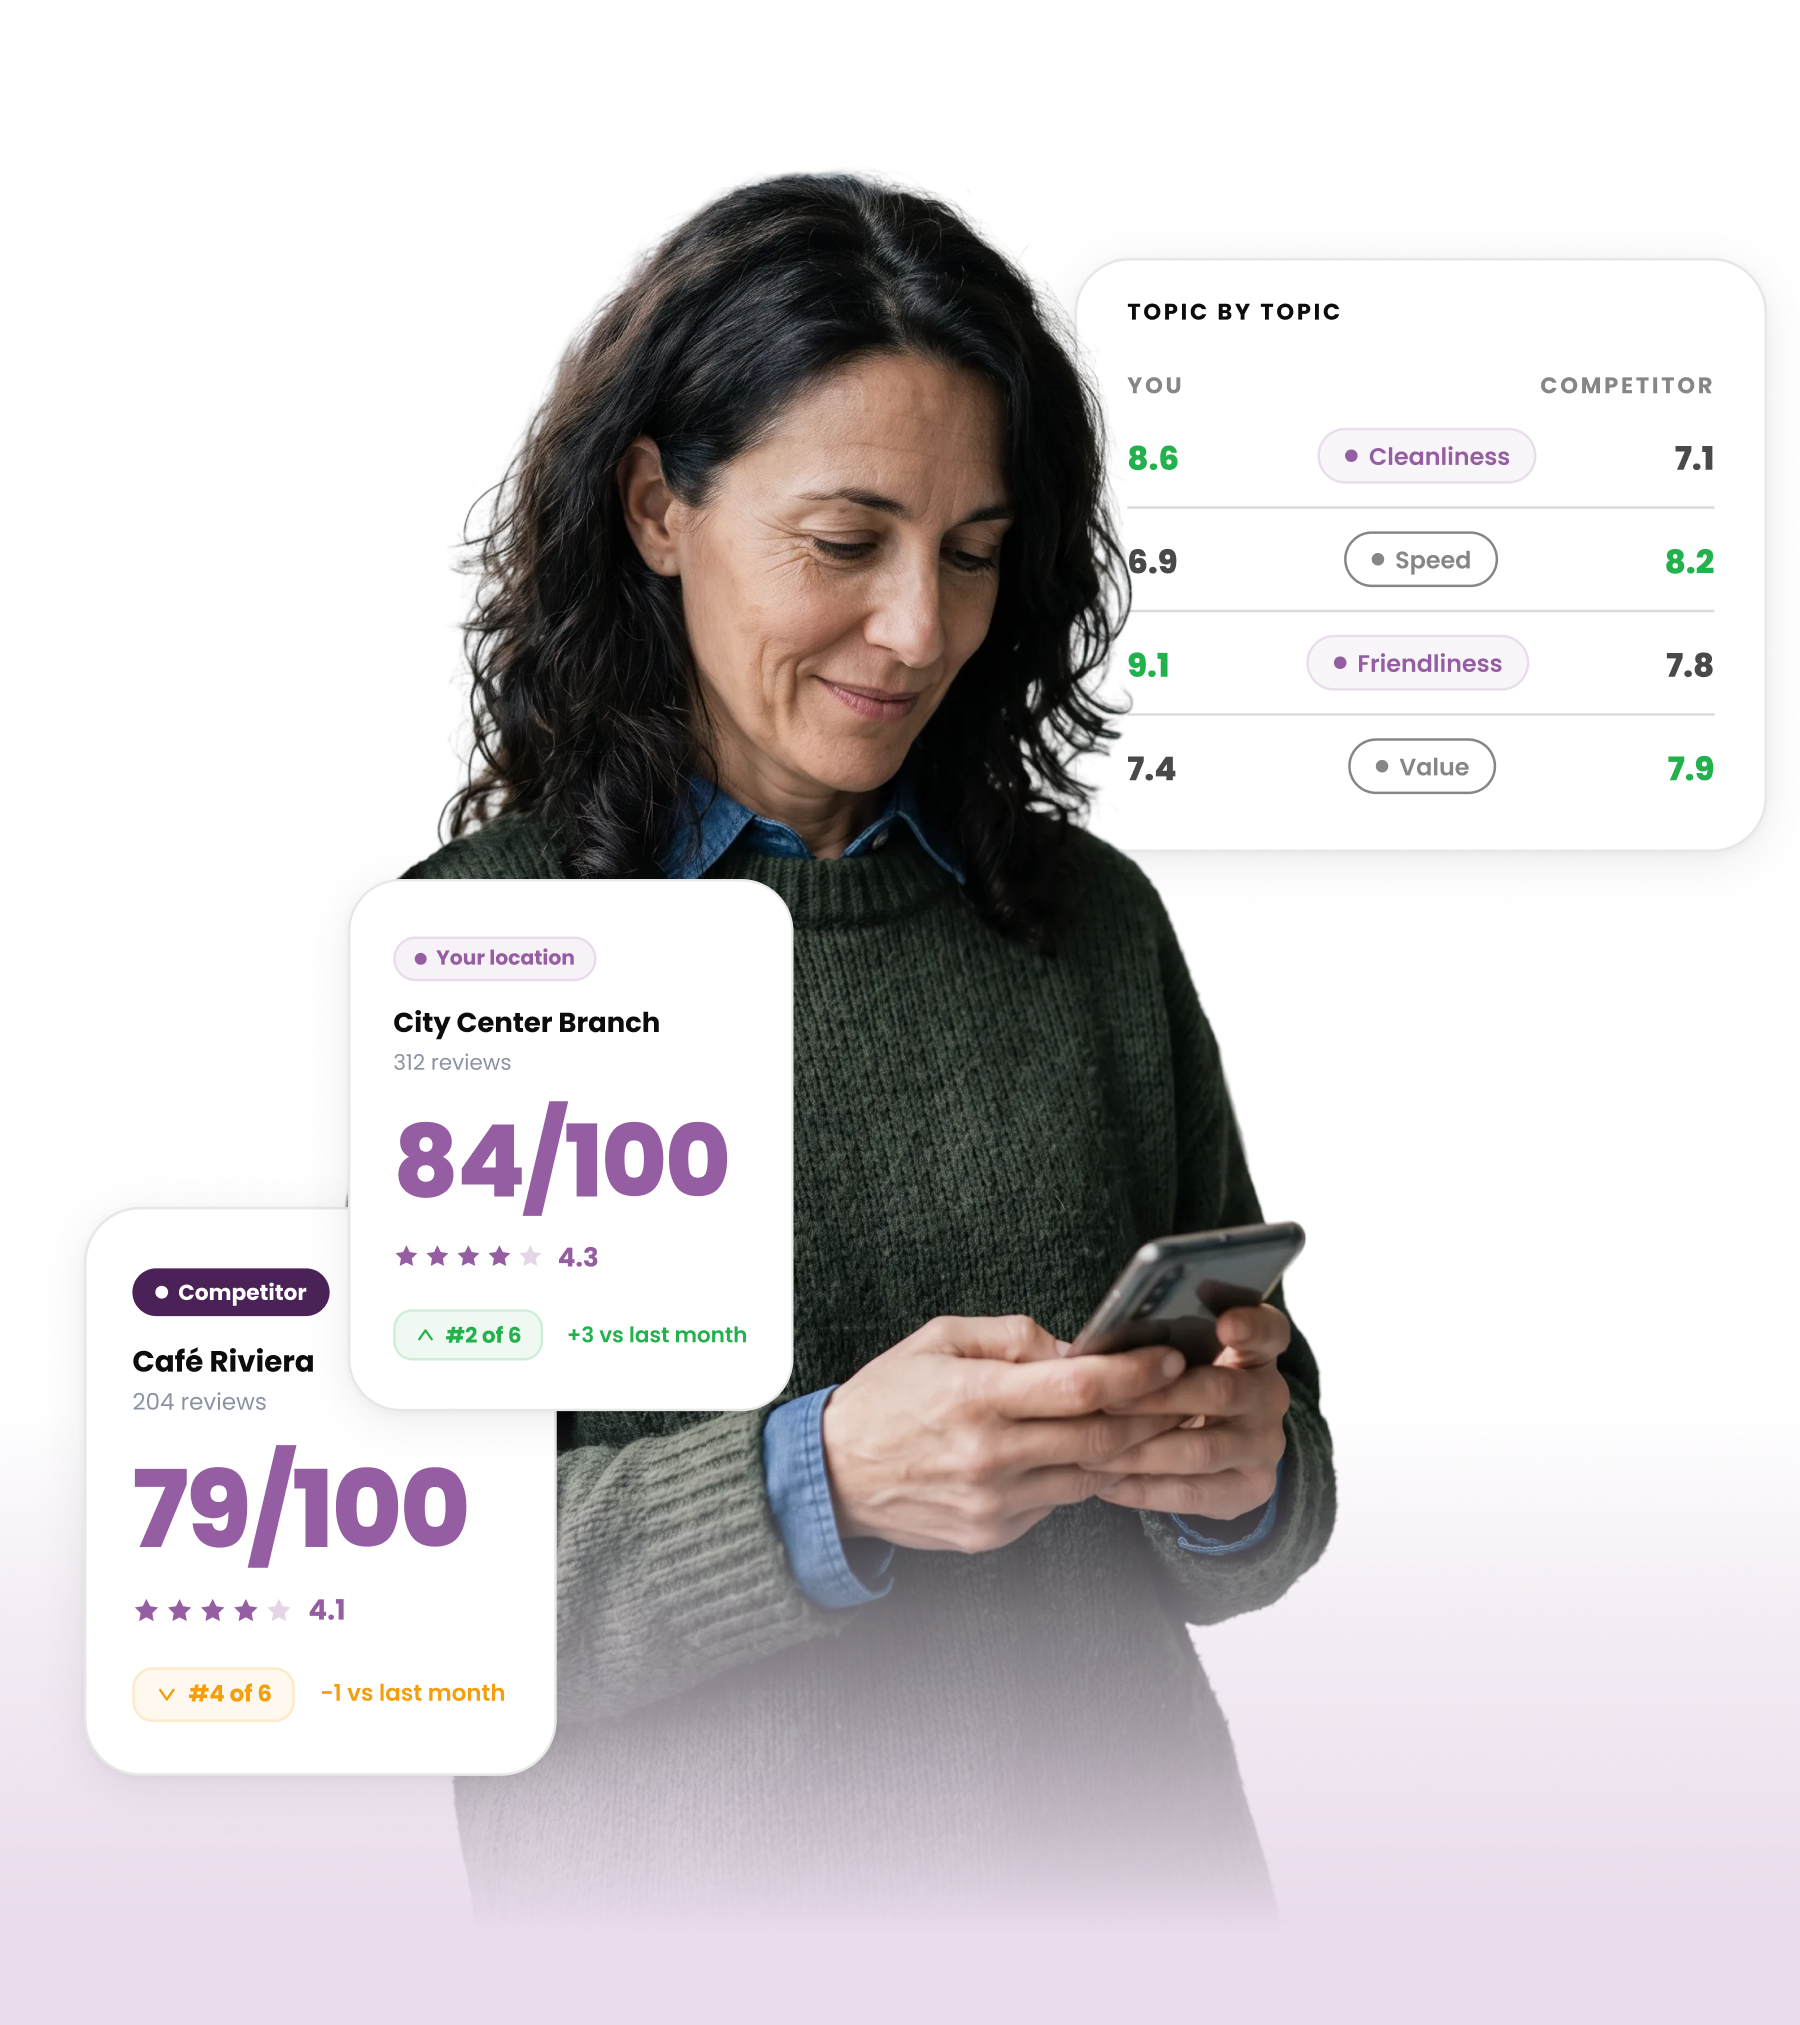 TOPIC BY TOPIC
YOU COMPETITOR
8.6 Cleanliness 7.1
6.9 Speed 8.2
9.1 Friendliness 7.8
7.4 Value 7.9
Your location
City Center Branch
312 reviews
84/100
4.3
#2 of 6 +3 vs last month
Competitor
Café Riviera
204 reviews
79/100
4.1
#4 of 6 -1 vs last month